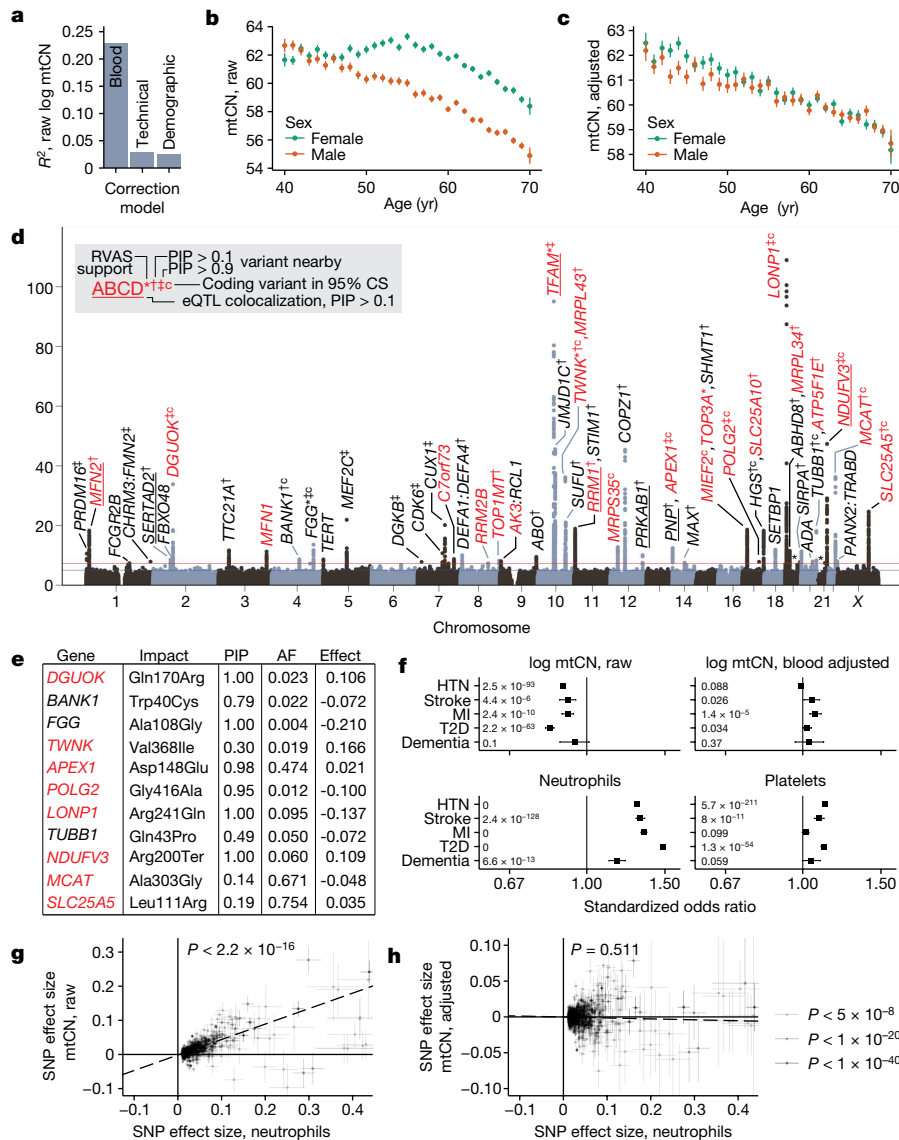 a
R², raw log mtCN
0.25
0.20
0.15
0.10
0.05
0
Blood
Technical
Demographic
Correction
model
b
mtCN, raw
64
62
60
58
56
54
Sex
Female
Male
40 50 60 70
Age (yr)
c
mtCN, adjusted
63
62
61
60
59
58
Sex
Female
Male
40 50 60 70
Age (yr)
d
RVAS
support
PIP > 0.1
PIP > 0.9
variant nearby
ABCD*†‡c
Coding variant in 95% CS
eQTL colocalization, PIP > 0.1
100
80
60
40
20
0
PRDM16‡
MFN2†
FCGR2B
CHRM3:FMN2‡
SERTAD2†
FBXO48
DGUOK‡c
TTC21A†
MFN1
BANK1†c
FGG*‡c
TERT
MEF2C‡
DGKB‡
CDK6‡
CUX1‡
C7orf73
DEFA1:DEFA4†
RRM2B
TOP1MT†
AK3:RCL1
ABO†
TFAM*‡
JMJD1C†
TWNK*†c, MRPL43†
SUFU†
RRM1†, STIM1†
MRPS35c
COPZ1†
PRKAB1†
PNP†, APEX1‡c
MAX†
MIEF2c, TOP3A*, SHMT1†
POLG2‡c
HGS†c, SLC25A10†
SETBP1
LONP1‡c
ABHD8†, MRPL34†
ADA
SIRPA†
TUBB1†c, ATP5F1E†
NDUFV3‡c
PANX2:TRABD
MCAT†c
SLC25A5†c
1 2 3 4 5 6 7 8 9 10 11 12 14 16 18 21 X
Chromosome
e
Gene Impact PIP AF Effect
DGUOK Gln170Arg 1.00 0.023 0.106
BANK1 Trp40Cys 0.79 0.022 -0.072
FGG Ala108Gly 1.00 0.004 -0.210
TWNK Val368Ile 0.30 0.019 0.166
APEX1 Asp148Glu 0.98 0.474 0.021
POLG2 Gly416Ala 0.95 0.012 -0.100
LONP1 Arg241Gln 1.00 0.095 -0.137
TUBB1 Gln43Pro 0.49 0.050 -0.072
NDUFV3 Arg200Ter 1.00 0.060 0.109
MCAT Ala303Gly 0.14 0.671 -0.048
SLC25A5 Leu111Arg 0.19 0.754 0.035
f
log mtCN, raw
HTN 2.5 × 10⁻⁹³
Stroke 4.4 × 10⁻⁶
MI 2.4 × 10⁻¹⁰
T2D 2.2 × 10⁻⁶³
Dementia 0.1
log mtCN, blood adjusted
0.088
0.026
1.4 × 10⁻⁵
0.034
0.37
Neutrophils
HTN 0
Stroke 2.4 × 10⁻¹²⁸
MI 0
T2D 0
Dementia 6.6 × 10⁻¹³
Platelets
5.7 × 10⁻²¹¹
8 × 10⁻¹¹
0.099
1.3 × 10⁻⁵⁴
0.059
0.67 1.00 1.50 0.67 1.00 1.50
Standardized odds ratio
g
P < 2.2 × 10⁻¹⁶
SNP effect size
mtCN, raw
0.3
0.2
0.1
0
-0.1
-0.1 0 0.1 0.2 0.3 0.4
SNP effect size, neutrophils
h
P = 0.511
SNP effect size
mtCN, adjusted
0.10
0.05
0
-0.05
-0.10
-0.1 0 0.1 0.2 0.3 0.4
SNP effect size, neutrophils
P < 5 × 10⁻⁸
P < 1 × 10⁻²⁰
P < 1 × 10⁻⁴⁰